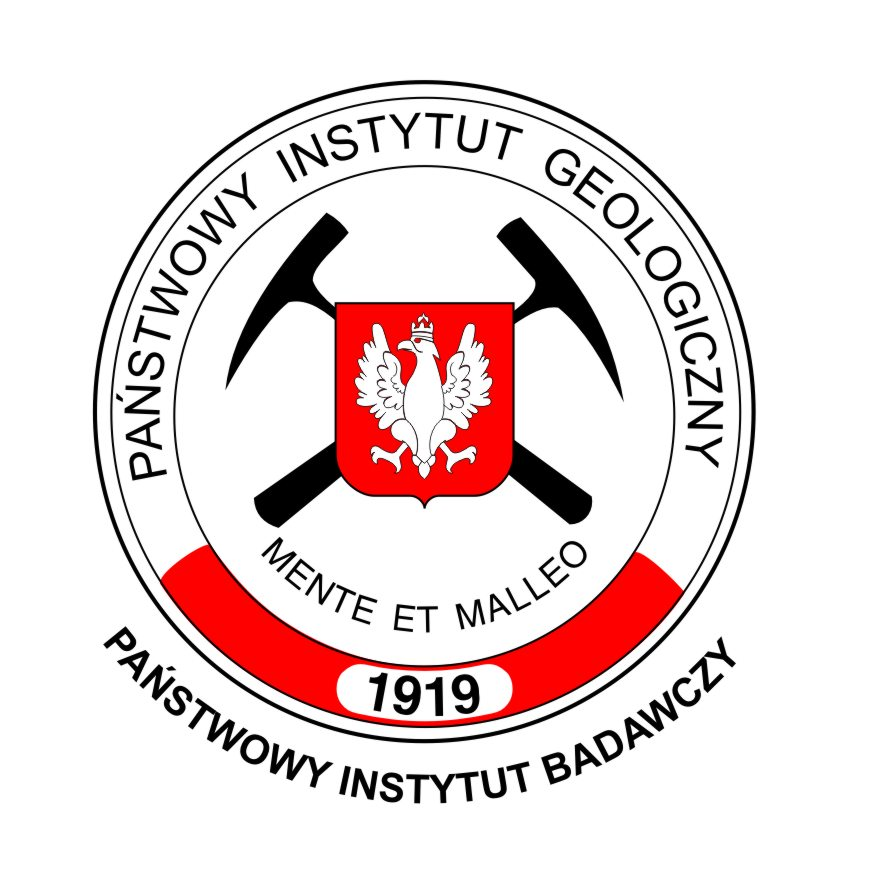 PAŃSTWOWY INSTYTUT GEOLOGICZNY
MENTE ET MALLEO
1919
PAŃSTWOWY INSTYTUT BADAWCZY